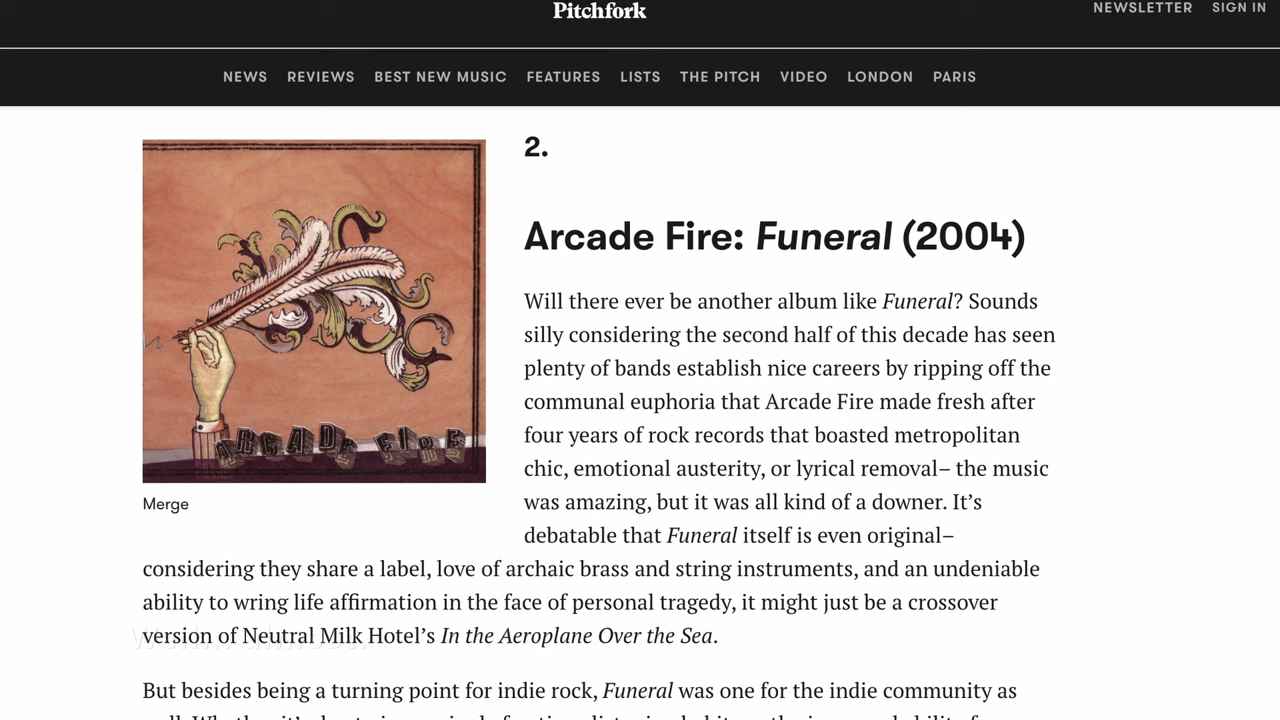 Pitchfork
NEWSLETTER SIGN IN
NEWS REVIEWS BEST NEW MUSIC FEATURES LISTS THE PITCH VIDEO LONDON PARIS
2.
Arcade Fire: Funeral (2004)
ARCADE FIRE
Merge
Will there ever be another album like Funeral? Sounds
silly considering the second half of this decade has seen
plenty of bands establish nice careers by ripping off the
communal euphoria that Arcade Fire made fresh after
four years of rock records that boasted metropolitan
chic, emotional austerity, or lyrical removal– the music
was amazing, but it was all kind of a downer. It’s
debatable that Funeral itself is even original–
considering they share a label, love of archaic brass and string instruments, and an undeniable
ability to wring life affirmation in the face of personal tragedy, it might just be a crossover
version of Neutral Milk Hotel’s In the Aeroplane Over the Sea.
But besides being a turning point for indie rock, Funeral was one for the indie community as